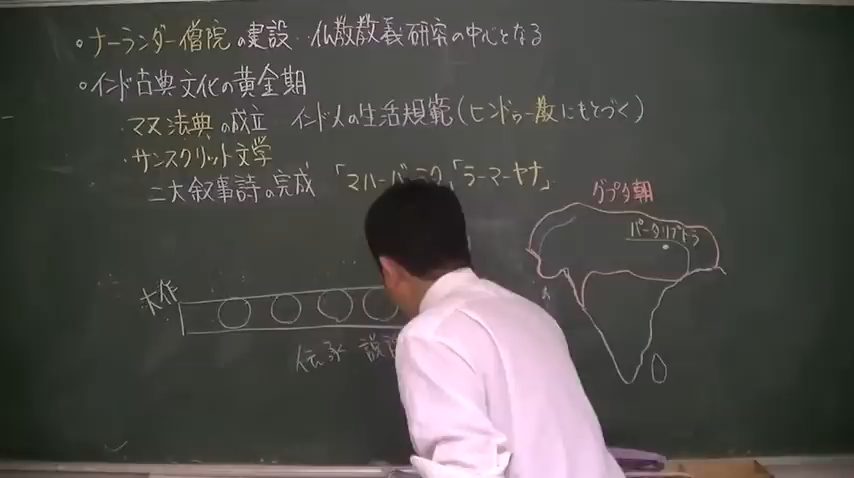 ・ナーランダー僧院の建設‥仏教教義研究の中心となる
・インド古典文化の黄金期
・マヌ法典の成立 インド人の生活規範(ヒンドゥー教にもとづく)
・サンスクリット文学
二大叙事詩の完成 「マハーバーラタ」「ラーマーヤナ」
グプタ朝
パータリプトラ
大作
伝承 説